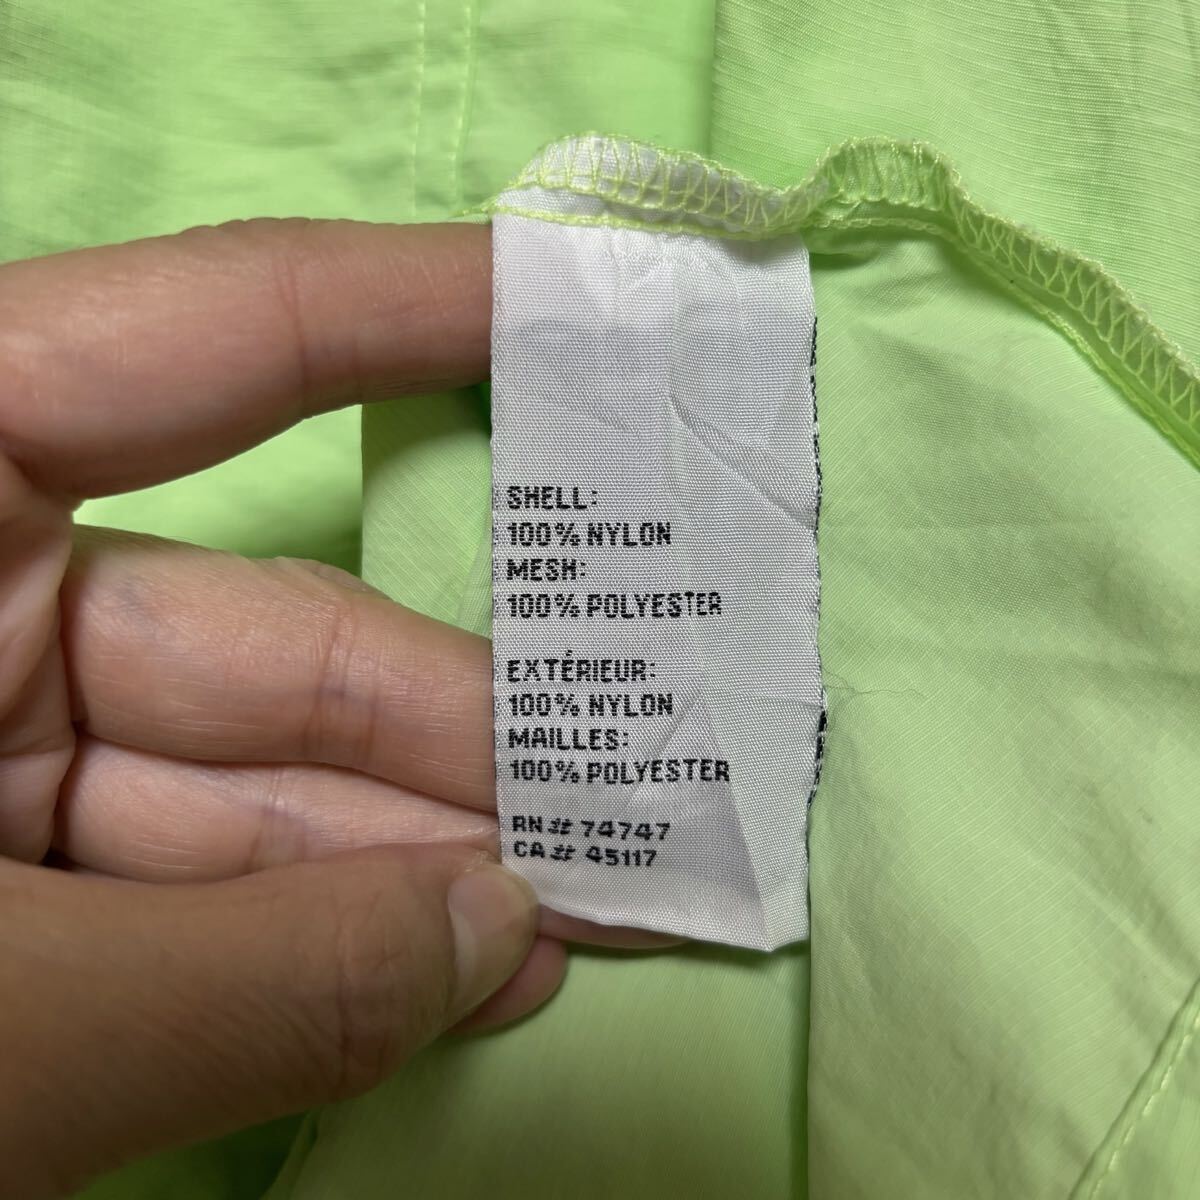 SHELL:
100% NYLON
MESH:
100% POLYESTER
EXTÉRIEUR:
100% NYLON
MAILLES:
100% POLYESTER
RN# 74747
CA# 45117